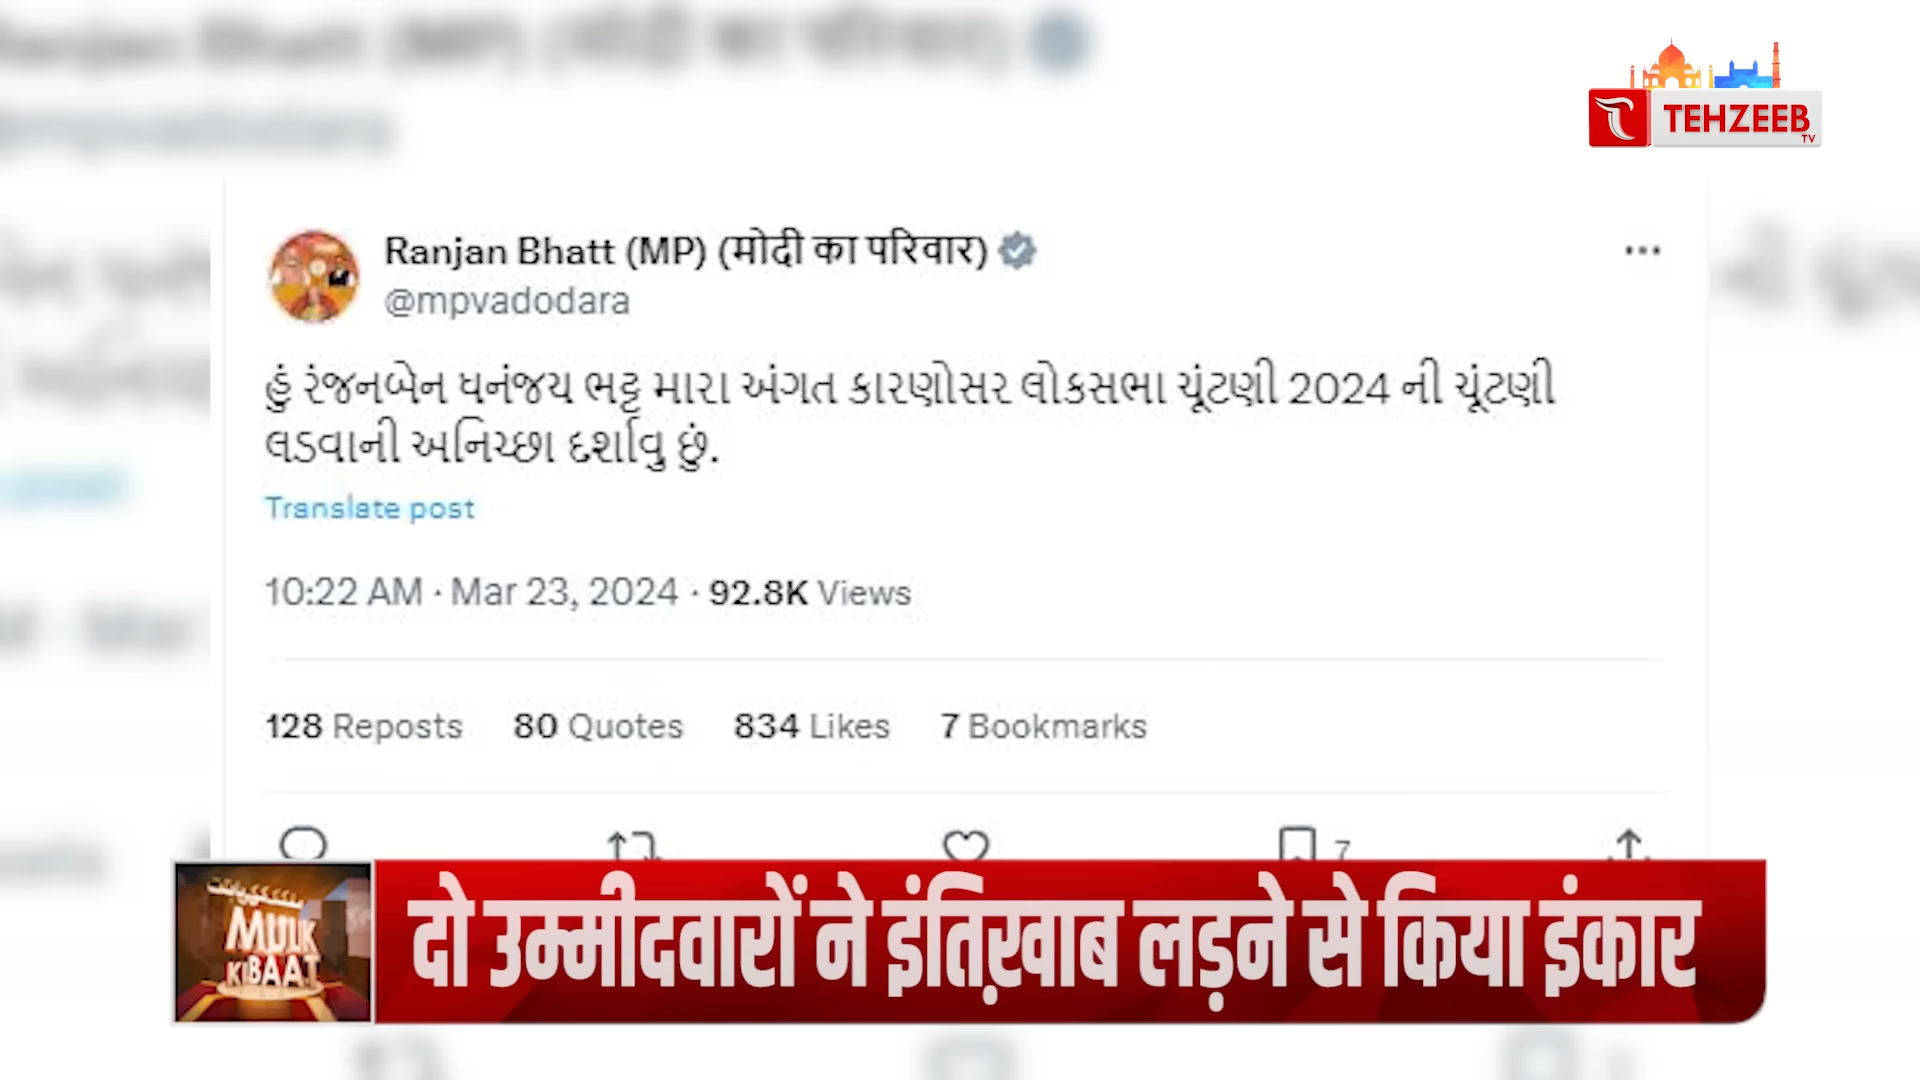 TEHZEEB
TV
Ranjan Bhatt (MP) (मोदी का परिवार)
@mpvadodara
હું રંજનબેન ધનંજય ભટ્ટ મારા અંગત કારણોસર લોકસભા ચૂંટણી 2024 ની ચૂંટણી
લડવાની અનિચ્છા દર્શાવુ છું.
Translate post
10:22 AM · Mar 23, 2024 · 92.8K Views
128 Reposts 80 Quotes 834 Likes 7 Bookmarks
7
MULK
KI BAAT
दो उम्मीदवारों ने इंतिख़ाब लड़ने से किया इंकार